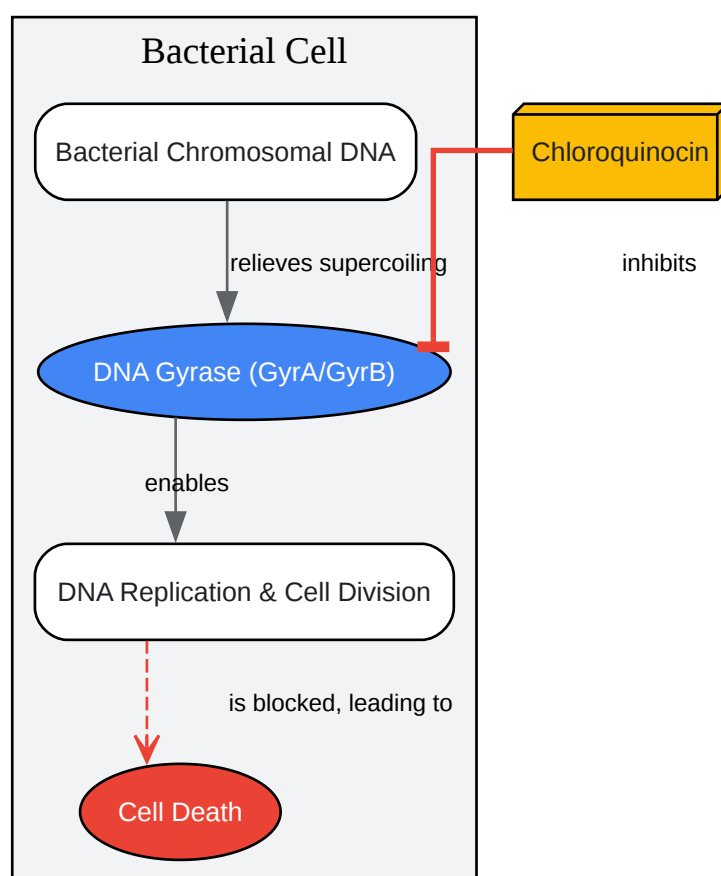 Bacterial Cell
Bacterial Chromosomal DNA
Chloroquinocin
relieves supercoiling
inhibits
DNA Gyrase (GyrA/GyrB)
enables
DNA Replication & Cell Division
is blocked, leading to
Cell Death